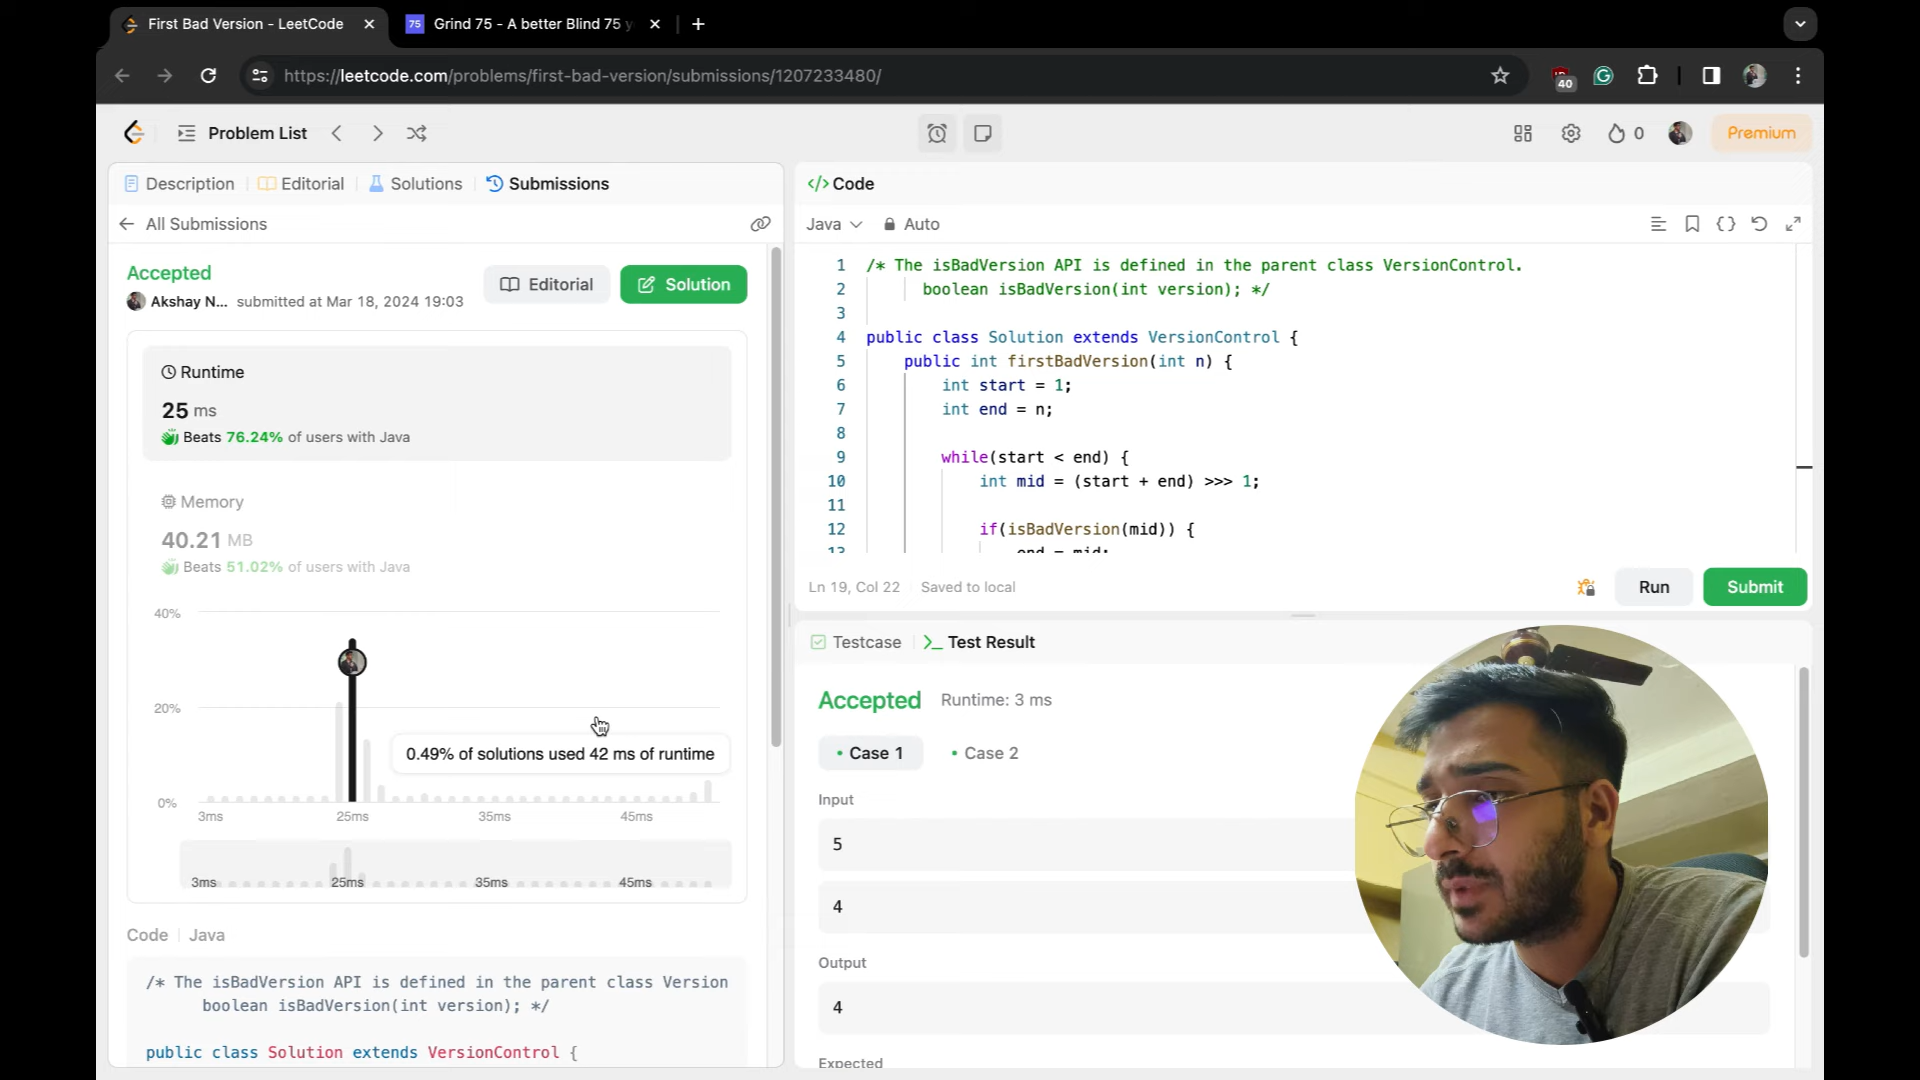 First Bad Version - LeetCode
75 Grind 75 - A better Blind 75 y
https://leetcode.com/problems/first-bad-version/submissions/1207233480/
40
Problem List
0
Premium
Description
Editorial
Solutions
Submissions
All Submissions
Accepted
Akshay N... submitted at Mar 18, 2024 19:03
Editorial
Solution
Runtime
25 ms
Beats 76.24% of users with Java
Memory
40.21 MB
Beats 51.02% of users with Java
40%
20%
0%
0.49% of solutions used 42 ms of runtime
3ms 25ms 35ms 45ms
3ms 25ms 35ms 45ms
Code Java
/* The isBadVersion API is defined in the parent class Version
boolean isBadVersion(int version); */
public class Solution extends VersionControl {
</> Code
Java Auto
1 /* The isBadVersion API is defined in the parent class VersionControl.
2 boolean isBadVersion(int version); */
3
4 public class Solution extends VersionControl {
5 public int firstBadVersion(int n) {
6 int start = 1;
7 int end = n;
8
9 while(start < end) {
10 int mid = (start + end) >>> 1;
11
12 if(isBadVersion(mid)) {
13 end = mid;
Ln 19, Col 22 Saved to local
Run
Submit
Testcase
>_ Test Result
Accepted Runtime: 3 ms
• Case 1 • Case 2
Input
5
4
Output
4
Expected